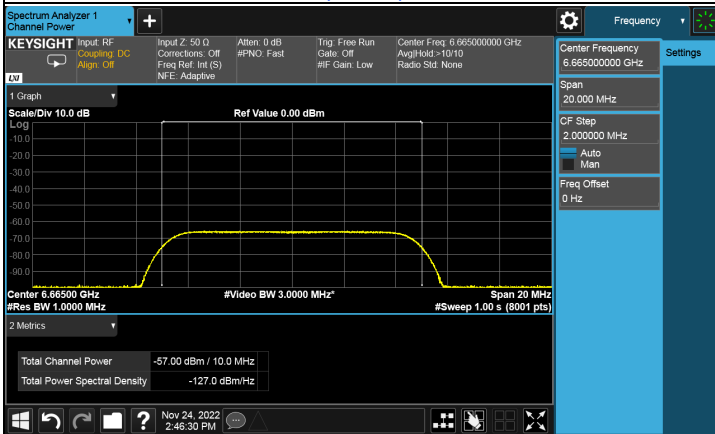 Spectrum Analyzer 1
Channel Power
Frequency
KEYSIGHT
Input: RF
Coupling: DC
Align: Off
Input Z: 50 Ω
Corrections: Off
Freq Ref: Int (S)
NFE: Adaptive
Atten: 0 dB
#PNO: Fast
Trig: Free Run
Gate: Off
#IF Gain: Low
Center Freq: 6.665000000 GHz
Avg|Hold:>10/10
Radio Std: None
LXI
Center Frequency
6.665000000 GHz
Settings
Span
20.000 MHz
CF Step
2.000000 MHz
Auto
Man
Freq Offset
0 Hz
1 Graph
Scale/Div 10.0 dB
Ref Value 0.00 dBm
Log
-10.0
-20.0
-30.0
-40.0
-50.0
-60.0
-70.0
-80.0
-90.0
Center 6.66500 GHz
#Video BW 3.0000 MHz*
Span 20 MHz
#Res BW 1.0000 MHz
#Sweep 1.00 s (8001 pts)
2 Metrics
Total Channel Power -57.00 dBm / 10.0 MHz
Total Power Spectral Density -127.0 dBm/Hz
?
Nov 24, 2022
2:46:30 PM